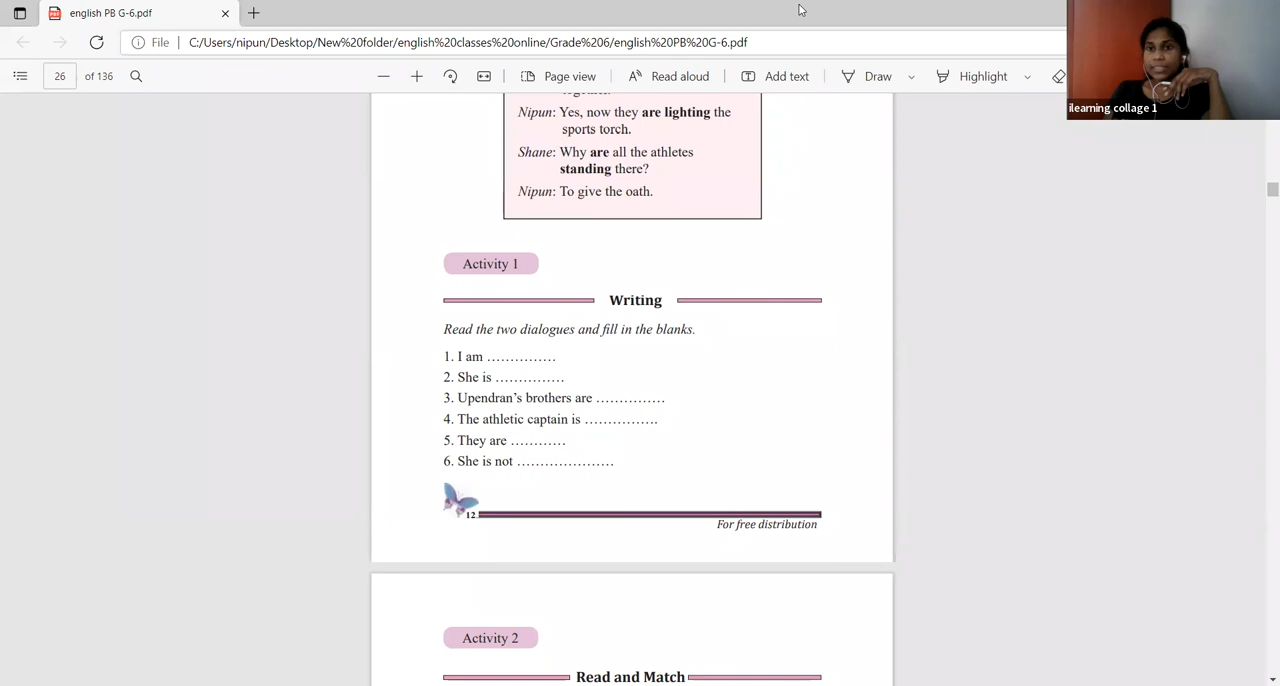 english PB G-6.pdf
File
C:/Users/nipun/Desktop/New%20folder/english%20classes%20online/Grade%206/english%20PB%20G-6.pdf
26 of 136
Page view
Read aloud
Add text
Draw
Highlight
ilearning collage 1
together.
Nipun: Yes, now they are lighting the
sports torch.
Shane: Why are all the athletes
standing there?
Nipun: To give the oath.
Activity 1
Writing
Read the two dialogues and fill in the blanks.
1. I am ……………
2. She is ……………
3. Upendran’s brothers are ……………
4. The athletic captain is …………….
5. They are …………
6. She is not …………………
12
For free distribution
Activity 2
Read and Match